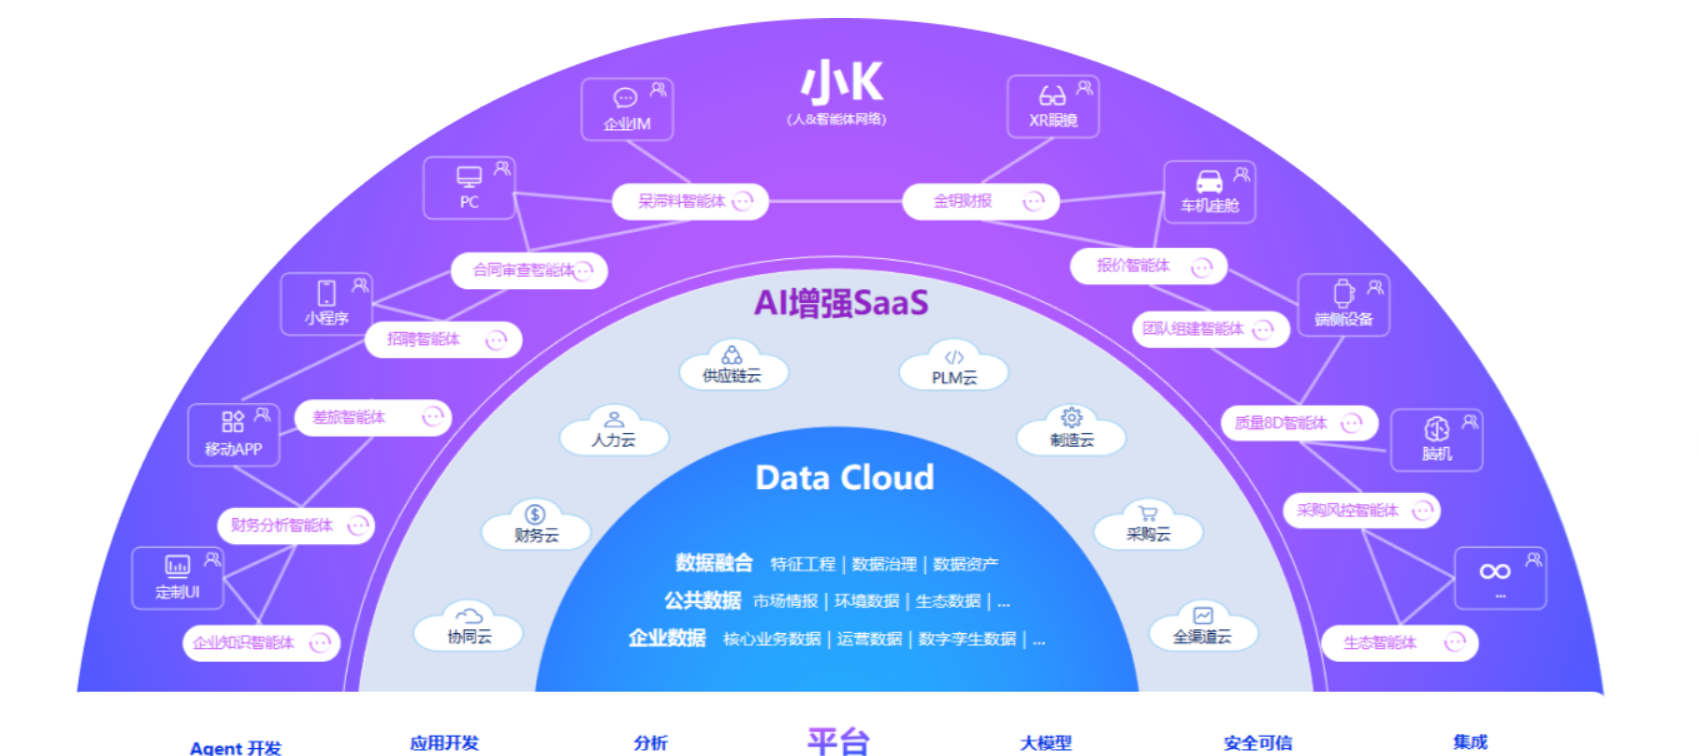 小K
(人&智能体网络)
企业IM
XR眼镜
PC
呆滞料智能体
金钥财报
车机座舱
合同审查智能体
报价智能体
小程序
端侧设备
招聘智能体
团队组建智能体
AI增强SaaS
供应链云
PLM云
移动APP
差旅智能体
人力云
制造云
质量8D智能体
脑机
Data Cloud
财务分析智能体
财务云
采购云
采购风控智能体
数据融合 特征工程 | 数据治理 | 数据资产
定制UI
...
公共数据 市场情报 | 环境数据 | 生态数据 | ...
企业知识智能体
协同云
企业数据 核心业务数据 | 运营数据 | 数字孪生数据 | ...
全渠道云
生态智能体
Agent 开发
应用开发
分析
平台
大模型
安全可信
集成